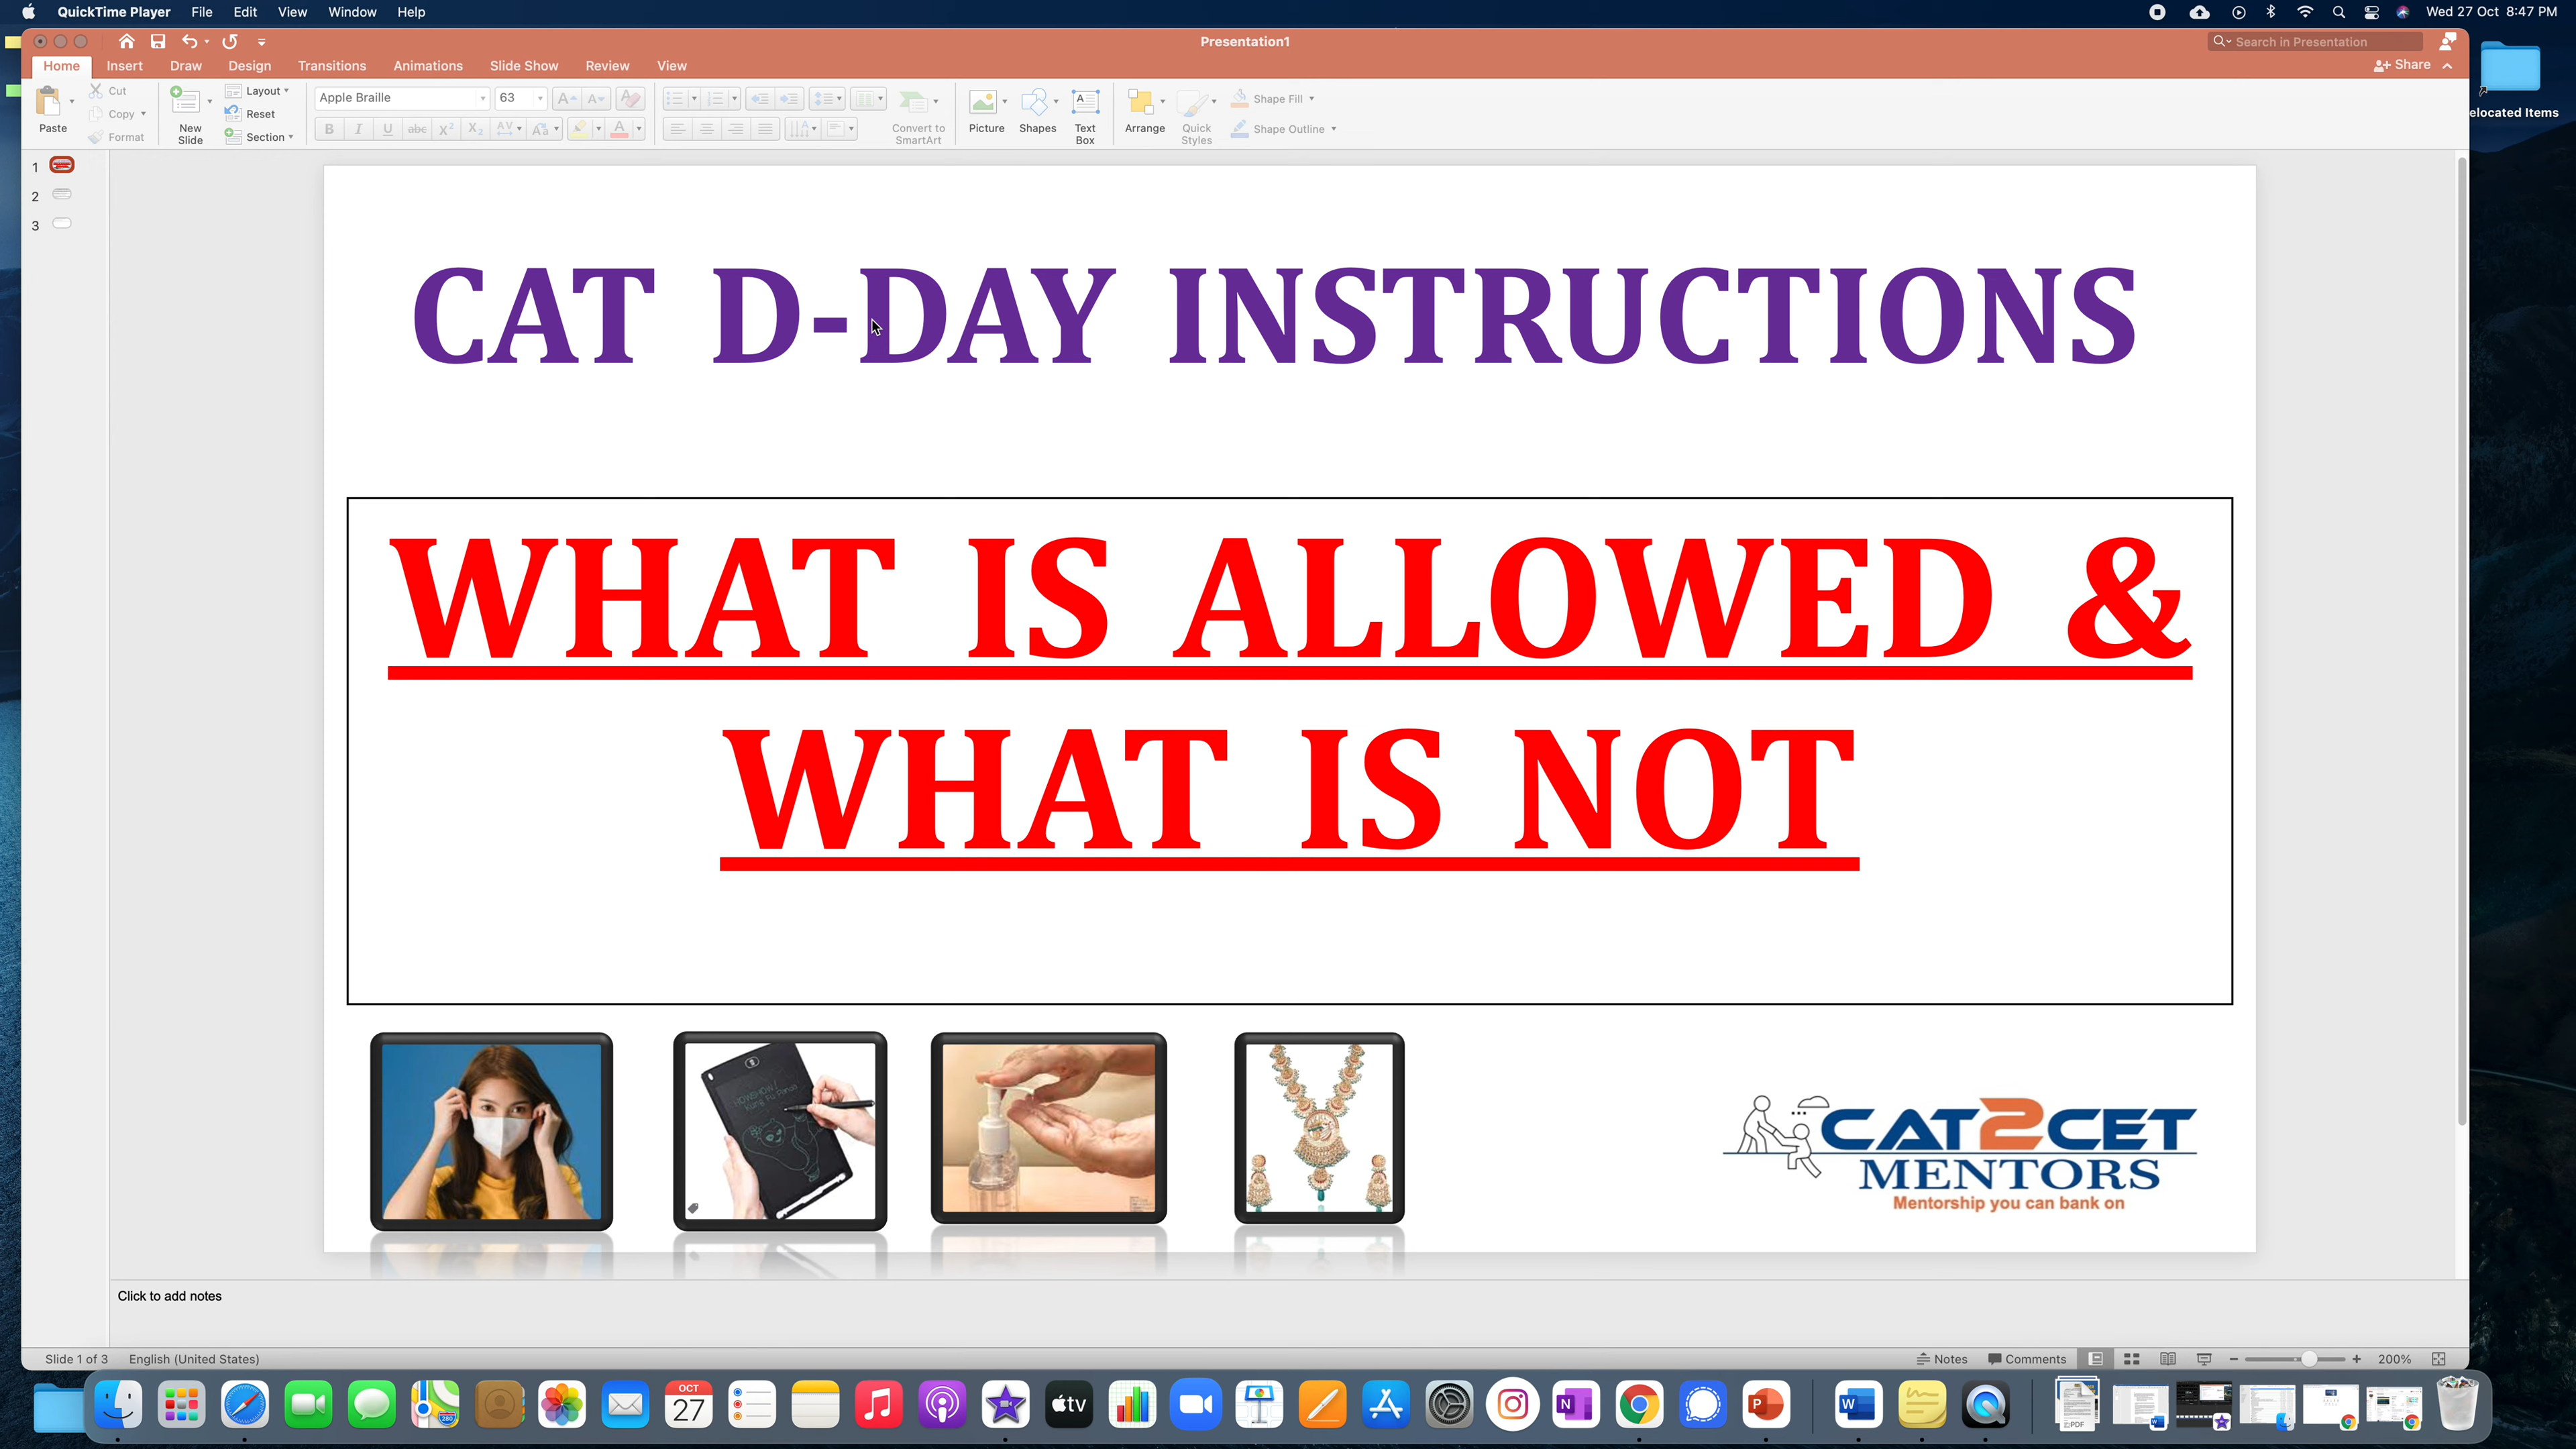 QuickTime Player File Edit View Window Help
Wed 27 Oct 8:47 PM
Presentation1
Search in Presentation
Home Insert Draw Design Transitions Animations Slide Show Review View
Share
Paste
Cut
Copy
Format
New Slide
Layout
Reset
Section
Apple Braille 63
Convert to SmartArt
Picture
Shapes
Text Box
Arrange
Quick Styles
Shape Fill
Shape Outline
elocated Items
1
2
3
CAT D-DAY INSTRUCTIONS
WHAT IS ALLOWED &
WHAT IS NOT
CAT2CET
MENTORS
Mentorship you can bank on
Click to add notes
Slide 1 of 3 English (United States)
Notes Comments 200%
OCT
27
tv